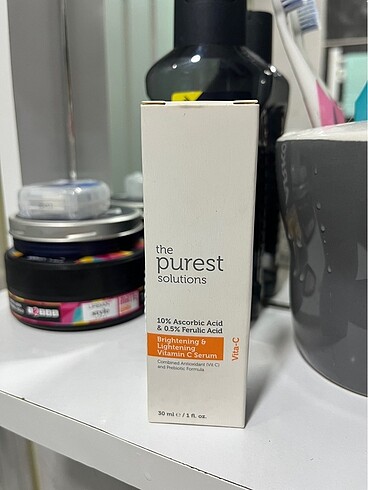 the
purest
solutions
10% Ascorbic Acid
& 0.5% Ferulic Acid
Brightening &
Lightening
Vitamin C Serum
Vita-C
Combined Antioxidant (Vit C)
and Prebiotic Formula
30 ml ℮ / 1 fl. oz.
style